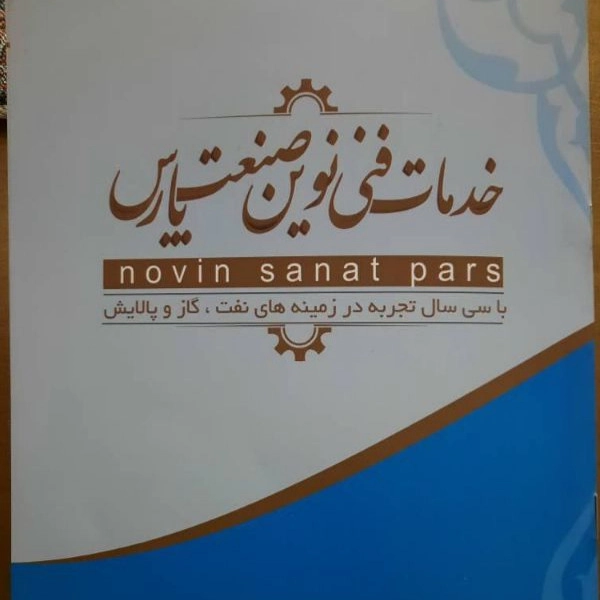 خدمات فنی نوین صنعت پارس
novin sanat pars
با سی سال تجربه در زمینه های نفت ، گاز و پالایش